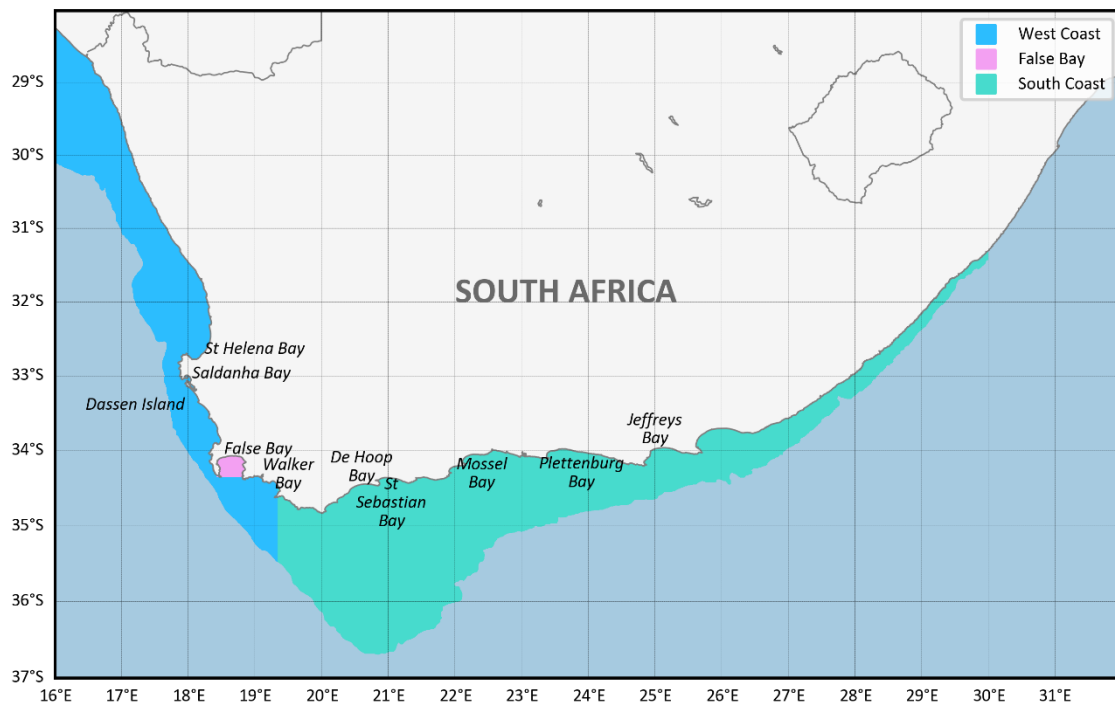 West Coast
False Bay
South Coast
29°S
30°S
31°S
32°S
33°S
34°S
35°S
36°S
37°S
SOUTH AFRICA
St Helena Bay
Saldanha Bay
Dassen Island
False Bay
Walker
Bay
De Hoop
Bay
St
Sebastian
Bay
Mossel
Bay
Plettenburg
Bay
Jeffreys
Bay
16°E
17°E
18°E
19°E
20°E
21°E
22°E
23°E
24°E
25°E
26°E
27°E
28°E
29°E
30°E
31°E